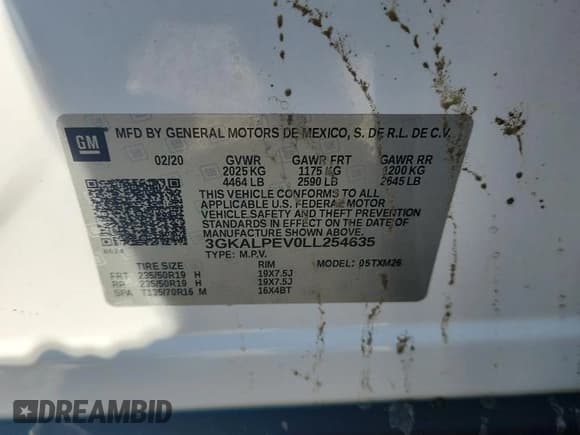 GM
MFD BY GENERAL MOTORS DE MEXICO, S. DE R.L. DE C.V.
02/20 GVWR GAWR FRT GAWR RR
2025 KG 1175 KG 1200 KG
4464 LB 2590 LB 2645 LB
THIS VEHICLE CONFORMS TO ALL
APPLICABLE U.S. FEDERAL MOTOR
VEHICLE SAFETY AND THEFT PREVENTION
STANDARDS IN EFFECT ON THE DATE OF
MANUFACTURE SHOWN ABOVE.
3GKALPEV0LL254635
TYPE: M.P.V.
TIRE SIZE RIM MODEL: 05TXM26
FRT 235/50R19 H 19X7.5J
RR 235/50R19 H 19X7.5J
SPA T135/70R16 M 16X4BT
DREAMBID